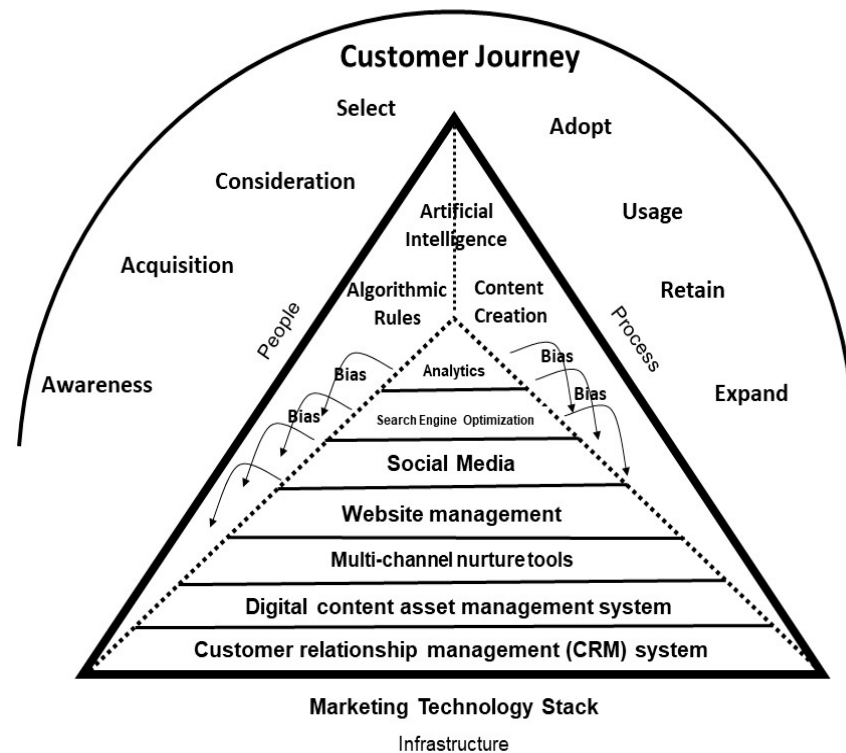 Customer Journey
Select
Adopt
Consideration
Usage
Artificial
Intelligence
Acquisition
Retain
Algorithmic
Rules
Content
Creation
People
Process
Awareness
Expand
Bias
Bias
Bias
Bias
Analytics
Search Engine Optimization
Social Media
Website management
Multi-channel nurture tools
Digital content asset management system
Customer relationship management (CRM) system
Marketing Technology Stack
Infrastructure